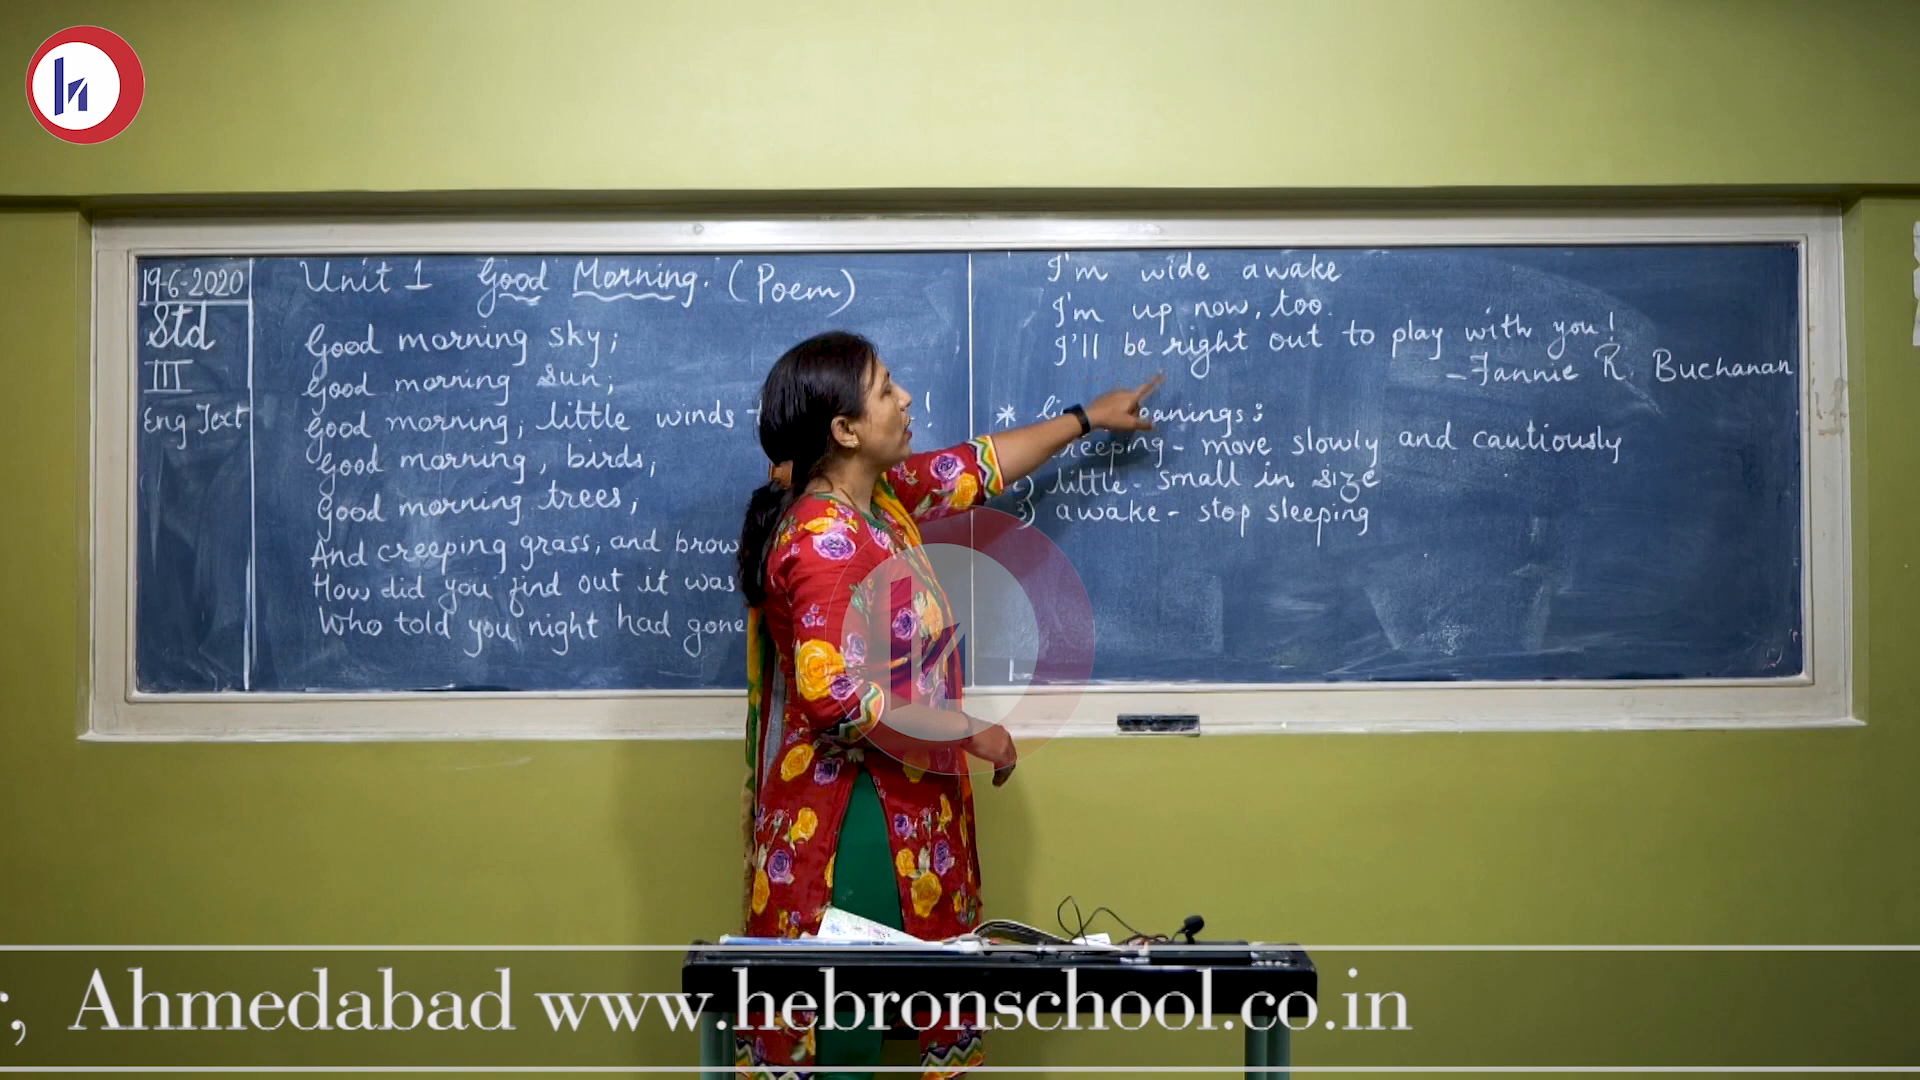 19-6-2020
Std
III
Eng Text
Unit 1 Good Morning. (Poem)
Good morning sky;
Good morning Sun;
Good morning, little winds !
Good morning, birds,
Good morning trees,
And creeping grass, and brow
How did you find out it was
Who told you night had gone
I'm wide awake
I'm up now, too.
I'll be right out to play with you!
- Fannie R. Buchanan
* eanings:
creeping - move slowly and cautiously
2) little - small in size
3) awake - stop sleeping
, Ahmedabad www.hebronschool.co.in